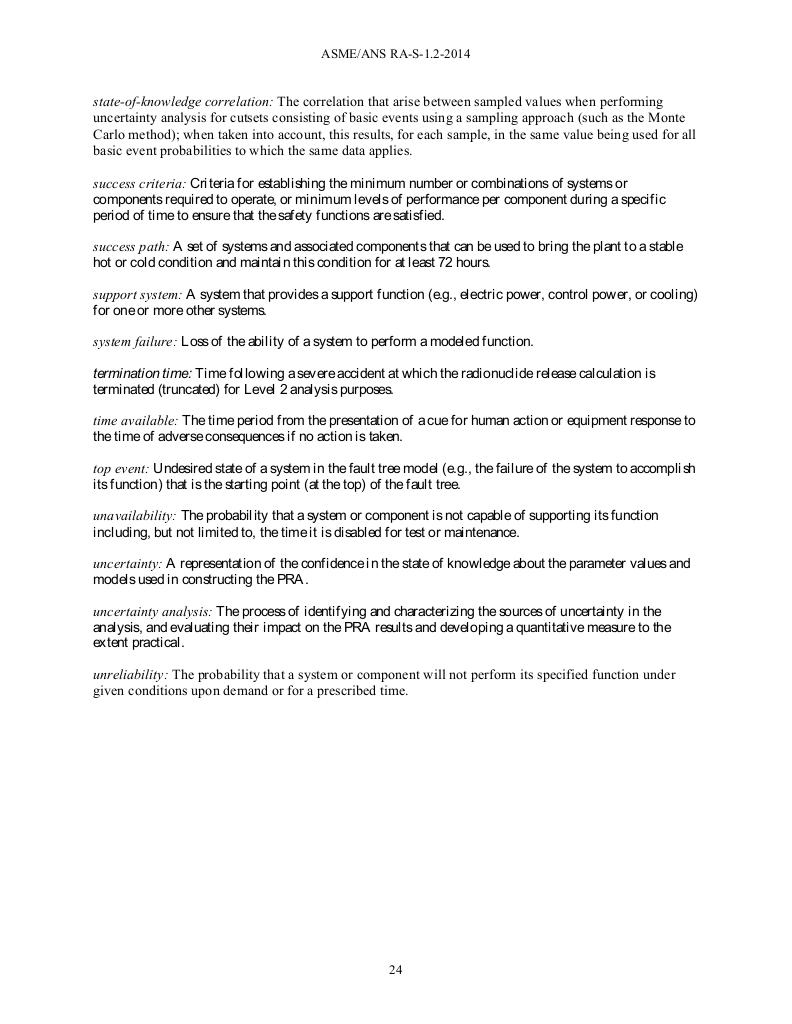 ASME/ANS RA-S-1.2-2014
state-of-knowledge correlation: The correlation that arise between sampled values when performing
uncertainty analysis for cutsets consisting of basic events using a sampling approach (such as the Monte
Carlo method); when taken into account, this results, for each sample, in the same value being used for all
basic event probabilities to which the same data applies.
success criteria: Criteria for establishing the minimum number or combinations of systems or
components required to operate, or minimum levels of performance per component during a specific
period of time to ensure that the safety functions are satisfied.
success path: A set of systems and associated components that can be used to bring the plant to a stable
hot or cold condition and maintain this condition for at least 72 hours.
support system: A system that provides a support function (e.g., electric power, control power, or cooling)
for one or more other systems.
system failure: Loss of the ability of a system to perform a modeled function.
termination time: Time following a severe accident at which the radionuclide release calculation is
terminated (truncated) for Level 2 analysis purposes.
time available: The time period from the presentation of a cue for human action or equipment response to
the time of adverse consequences if no action is taken.
top event: Undesired state of a system in the fault tree model (e.g., the failure of the system to accomplish
its function) that is the starting point (at the top) of the fault tree.
unavailability: The probability that a system or component is not capable of supporting its function
including, but not limited to, the time it is disabled for test or maintenance.
uncertainty: A representation of the confidence in the state of knowledge about the parameter values and
models used in constructing the PRA.
uncertainty analysis: The process of identifying and characterizing the sources of uncertainty in the
analysis, and evaluating their impact on the PRA results and developing a quantitative measure to the
extent practical.
unreliability: The probability that a system or component will not perform its specified function under
given conditions upon demand or for a prescribed time.
24